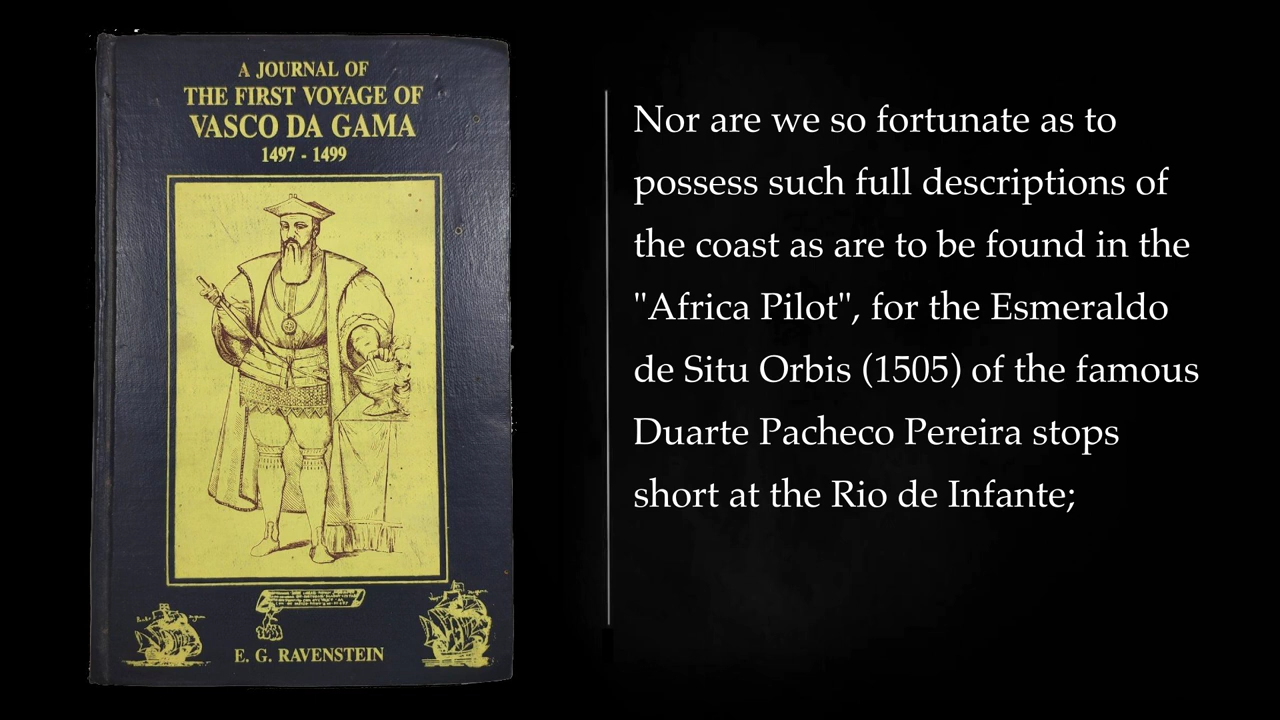 A JOURNAL OF
THE FIRST VOYAGE OF
VASCO DA GAMA
1497 - 1499
E. G. RAVENSTEIN
Nor are we so fortunate as to
possess such full descriptions of
the coast as are to be found in the
"Africa Pilot", for the Esmeraldo
de Situ Orbis (1505) of the famous
Duarte Pacheco Pereira stops
short at the Rio de Infante;